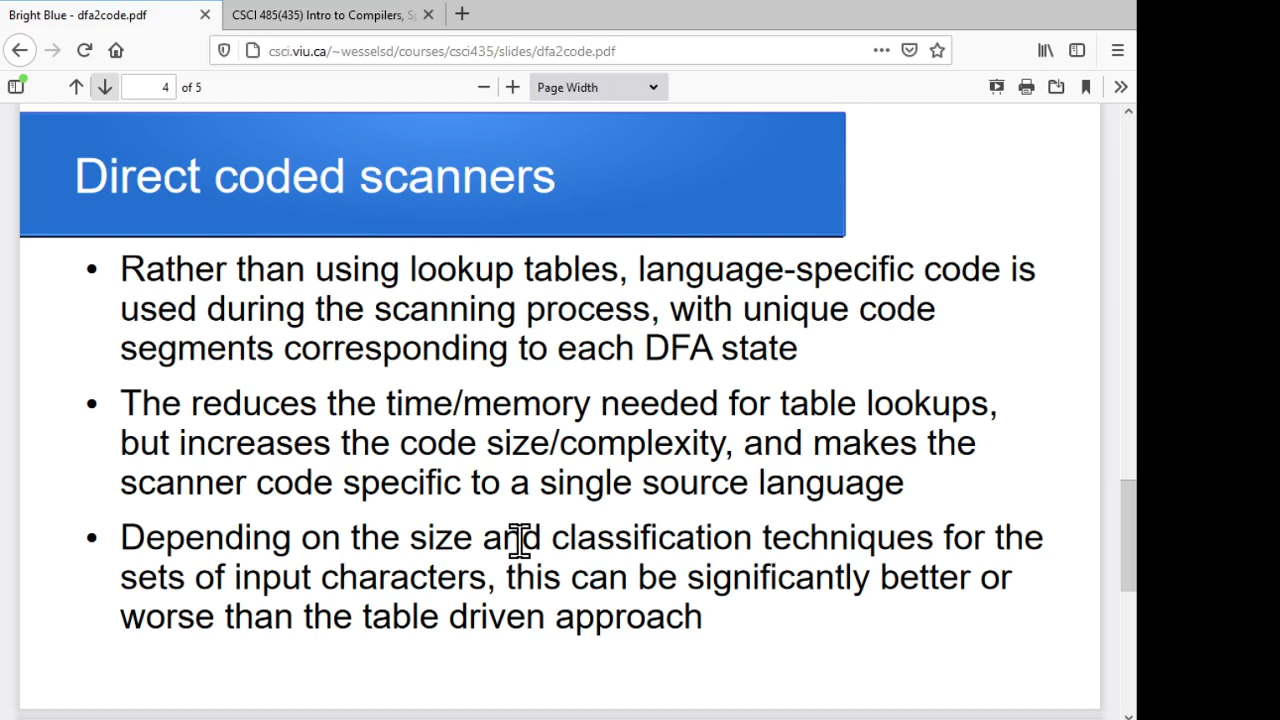 Bright Blue - dfa2code.pdf
CSCI 485(435) Intro to Compilers, S
csci.viu.ca/~wesselsd/courses/csci435/slides/dfa2code.pdf
4 of 5
Page Width
Direct coded scanners
• Rather than using lookup tables, language-specific code is
used during the scanning process, with unique code
segments corresponding to each DFA state
• The reduces the time/memory needed for table lookups,
but increases the code size/complexity, and makes the
scanner code specific to a single source language
• Depending on the size and classification techniques for the
sets of input characters, this can be significantly better or
worse than the table driven approach